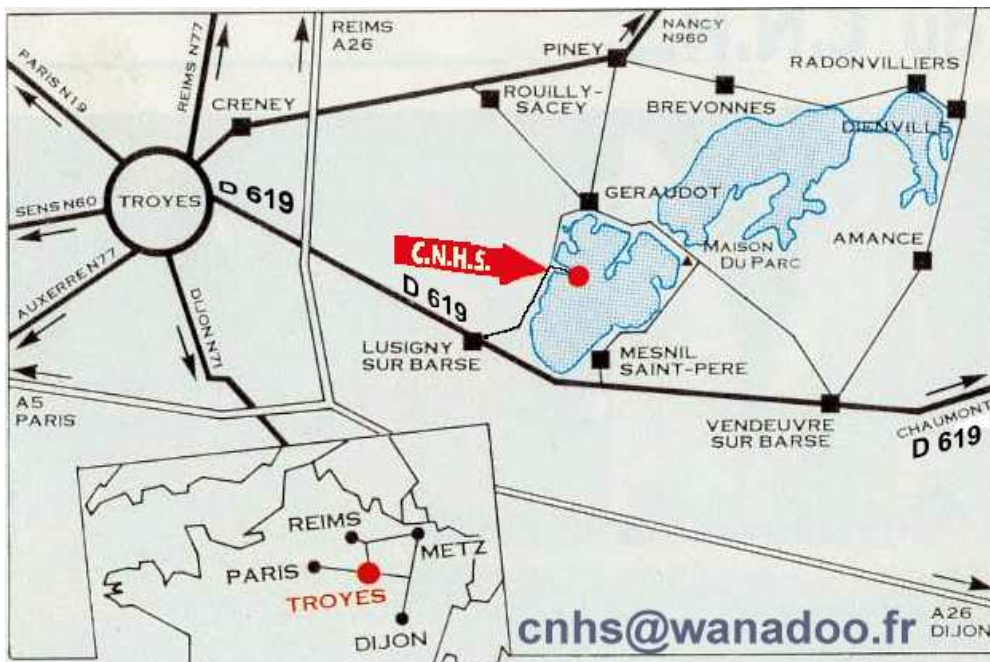 REIMS
A26
NANCY
N960
PARIS N19
REIMS N77
PINEY
RADONVILLIERS
CRENEY
ROUILLY-
SACEY
BREVONNES
DIENVILLE
TROYES
D 619
GERAUDOT
SENS N60
AMANCE
C.N.H.S.
MAISON
DU PARC
AUXERRE N77
D 619
DIJON N71
LUSIGNY
SUR BARSE
MESNIL
SAINT-PERE
A5
PARIS
VENDEUVRE
SUR BARSE
CHAUMONT
D 619
REIMS
METZ
PARIS
TROYES
DIJON
cnhs@wanadoo.fr
A26
DIJON